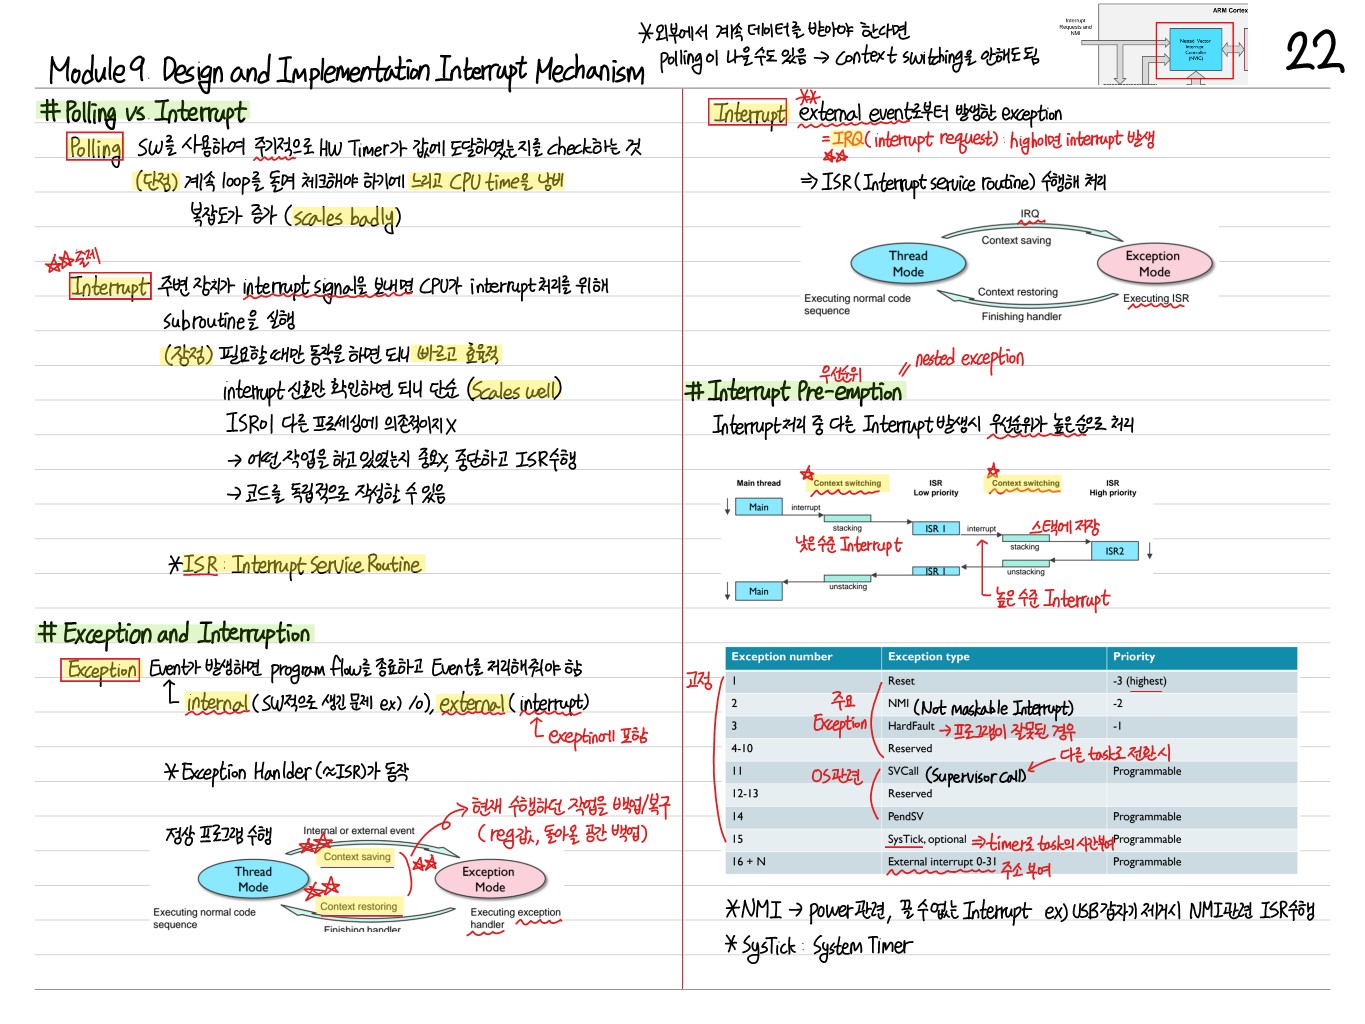 *외부에서 계속 데이터를 받아야 한다면
Polling이 나을수도 있음 → Context switching을 안해도됨
Interrupt
Requests and
NMI
ARM Cortex
Nested Vector
Interrupt
Controller
(NVIC)
22
Module 9. Design and Implementation Interrupt Mechanism
# Polling vs. Interrupt
Polling SW를 사용하여 주기적으로 HW Timer가 값에 도달하였는지를 check하는 것
(단점) 계속 loop를 돌며 체크해야 하기에 느리고 CPU time을 낭비
복잡도가 증가 (scales badly)
☆☆출제
Interrupt 주변 장치가 interrupt signal을 보내면 CPU가 interrupt처리를 위해
subroutine을 실행
(장점) 필요할 때만 동작을 하면 되니 빠르고 효율적
interrupt 신호만 확인하면 되니 단순 (Scales well)
ISR이 다른 프로세싱에 의존적이지X
→ 어떤 작업을 하고 있었는지 중요X, 중단하고 ISR수행
→ 코드를 독립적으로 작성할 수 있음
*ISR : Interrupt Service Routine
# Exception and Interruption
Exception Event가 발생하면 program flow를 종료하고 Event를 처리해줘야 함
internal (SW적으로 생긴 문제 ex) /0), external ( interrupt)
exeptin에 포함
*Exception Hanlder (≈ISR)가 동작
→ 현재 수행하던 작업을 백업/복구
( reg값, 돌아올 공간 백업)
정상 프로그램 수행
Internal or external event
Context saving
Thread
Mode
Exception
Mode
Context restoring
Executing normal code
sequence
Finishing handler
Executing exception
handler
Interrupt external event로부터 발생한 exception
= IRQ( interrupt request) : high이면 interrupt 발생
⇒ ISR (Interrupt service routine) 수행해 처리
IRQ
Context saving
Thread
Mode
Exception
Mode
Context restoring
Executing normal code
sequence
Finishing handler
Executing ISR
우선순위
// nested exception
# Interrupt Pre-emption
Interrupt처리 중 다른 Interrupt 발생시 우선순위가 높은순으로 처리
Main thread
Context switching
ISR
Low priority
Context switching
ISR
High priority
Main
interrupt
stacking
ISR 1
interrupt
스택에 저장
stacking
ISR2
낮은 수준 Interrupt
unstacking
ISR 1
unstacking
Main
높은 수준 Interrupt
Exception number Exception type Priority
고정
1 Reset -3 (highest)
2 NMI (Not maskable Interrupt) -2
주요
Exception
3 HardFault → 프로그램이 잘못된 경우 -1
4-10 Reserved
다른 task로 전환시
OS관련
11 SVCall (Supervisor call) Programmable
12-13 Reserved
14 PendSV Programmable
15 SysTick, optional ⇒ timer로 task의 시간부여 Programmable
16 + N External interrupt 0-31 주소 부여 Programmable
*NMI → power관련, 끌 수 없는 Interrupt ex) USB갑자기 제거시 NMI관련 ISR수행
* SysTick : System Timer